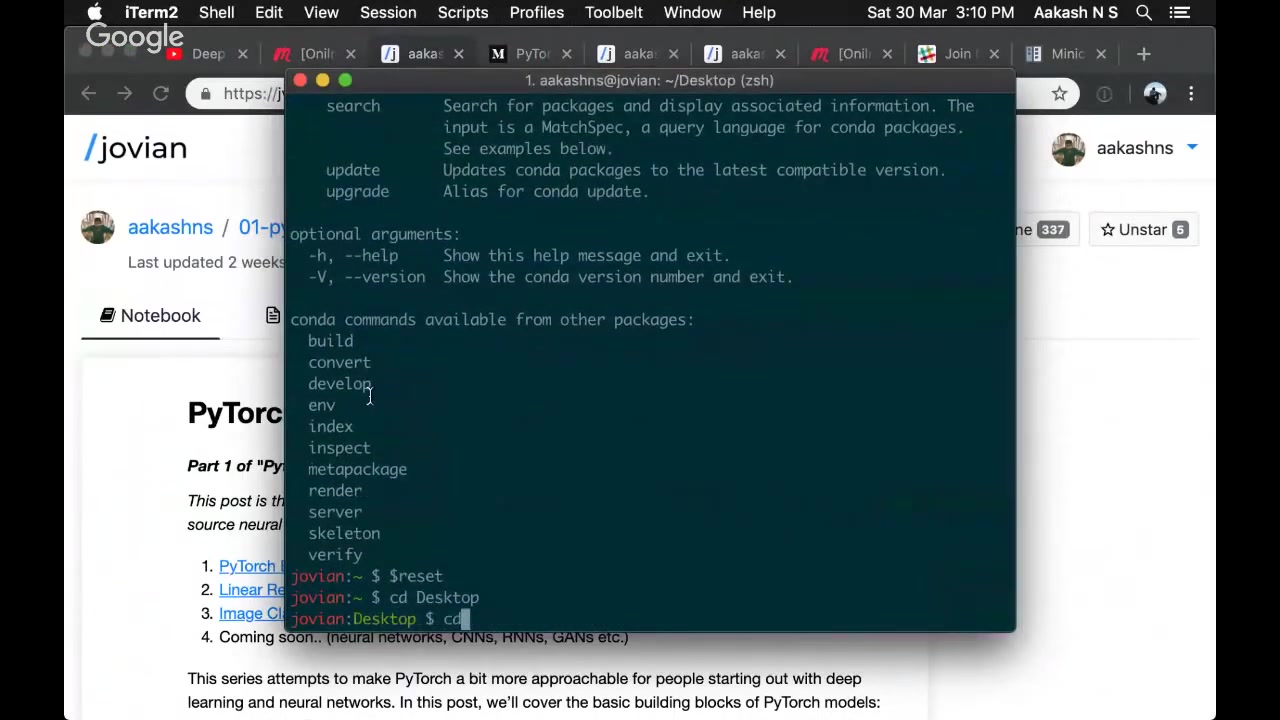 iTerm2 Shell Edit View Session Scripts Profiles Toolbelt Window Help Sat 30 Mar 3:10 PM Aakash N S
Google
Deep [OnlI aakas PyTo aaka aaka [Onli Join Minic
1. aakashns@jovian: ~/Desktop (zsh)
https://j
search Search for packages and display associated information. The
input is a MatchSpec, a query language for conda packages.
See examples below.
update Updates conda packages to the latest compatible version.
upgrade Alias for conda update.
optional arguments:
-h, --help Show this help message and exit.
-V, --version Show the conda version number and exit.
conda commands available from other packages:
build
convert
develop
env
index
inspect
metapackage
render
server
skeleton
verify
jovian:~ $ $reset
jovian:~ $ cd Desktop
jovian:Desktop $ cd
/jovian
aakashns
aakashns / 01-py
ne 337 Unstar 5
Last updated 2 weeks
Notebook
PyTorc
Part 1 of "Py
This post is th
source neural
1. PyTorch
2. Linear Re
3. Image Cla
4. Coming soon.. (neural networks, CNNs, RNNs, GANs etc.)
This series attempts to make PyTorch a bit more approachable for people starting out with deep
learning and neural networks. In this post, we'll cover the basic building blocks of PyTorch models: